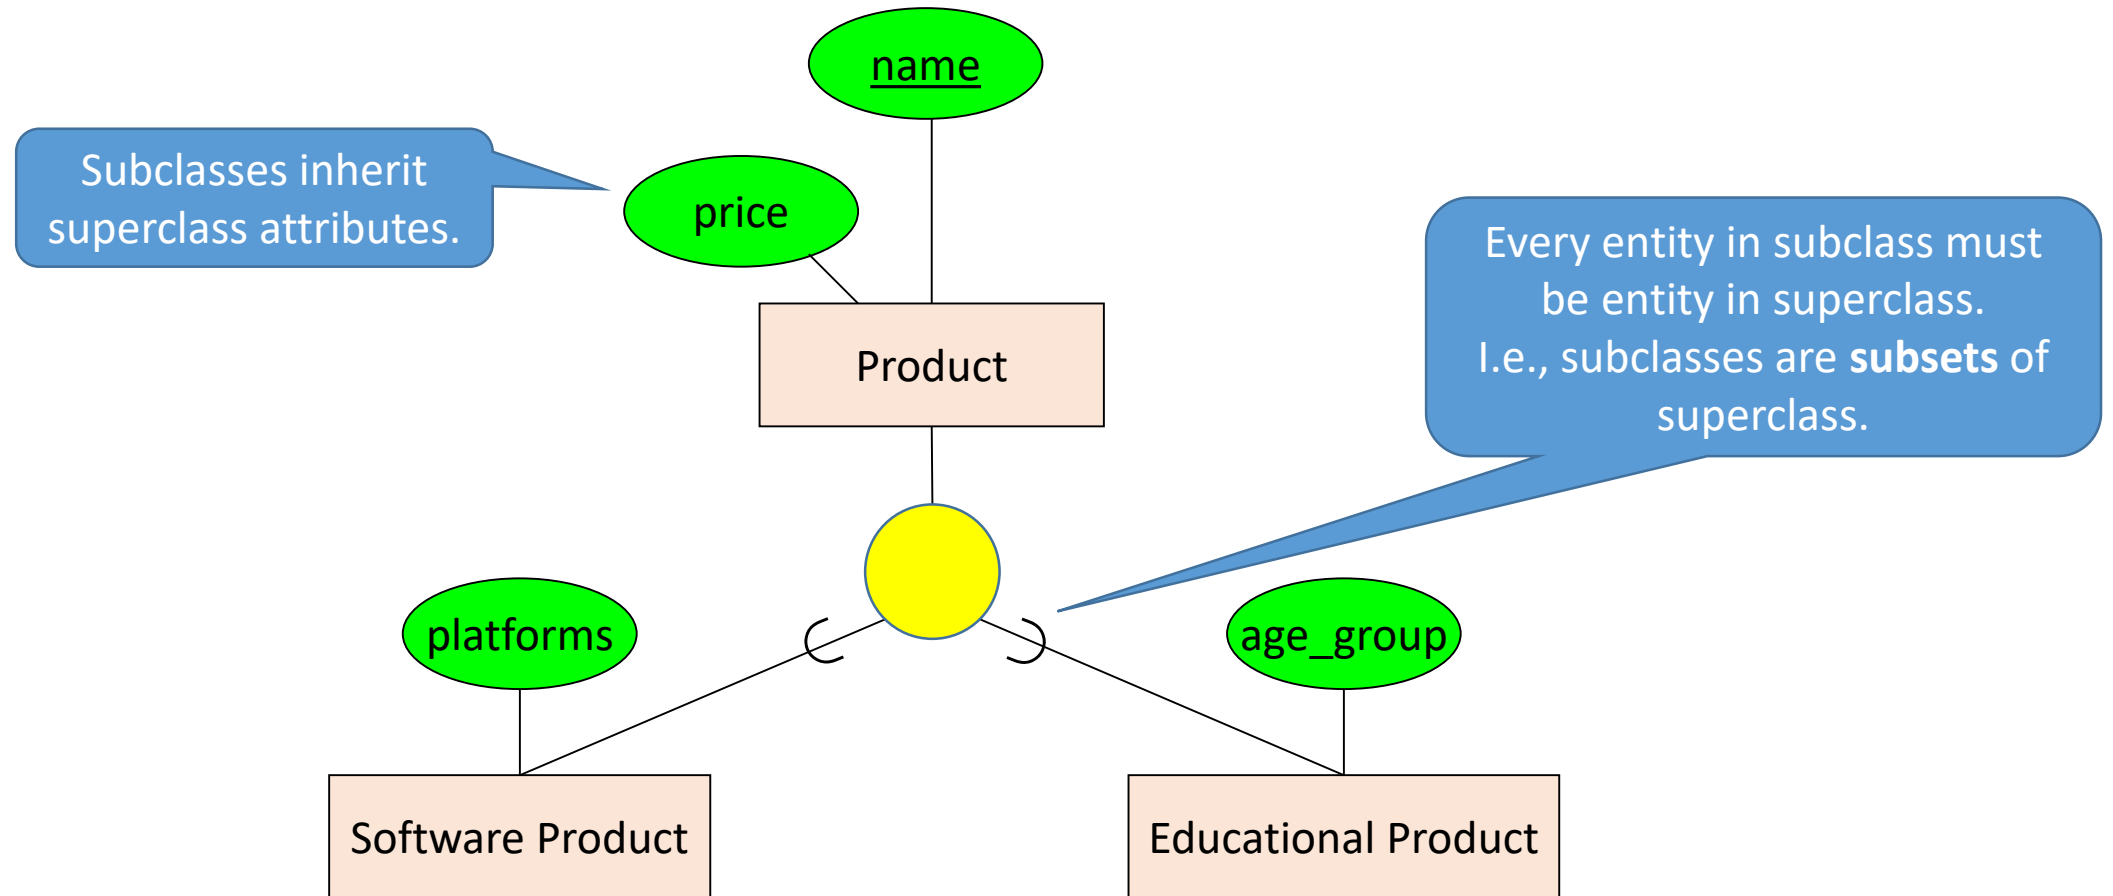 name
Subclasses inherit
superclass attributes.
price
Every entity in subclass must
be entity in superclass.
I.e., subclasses are subsets of
superclass.
Product
platforms
age_group
Software Product
Educational Product